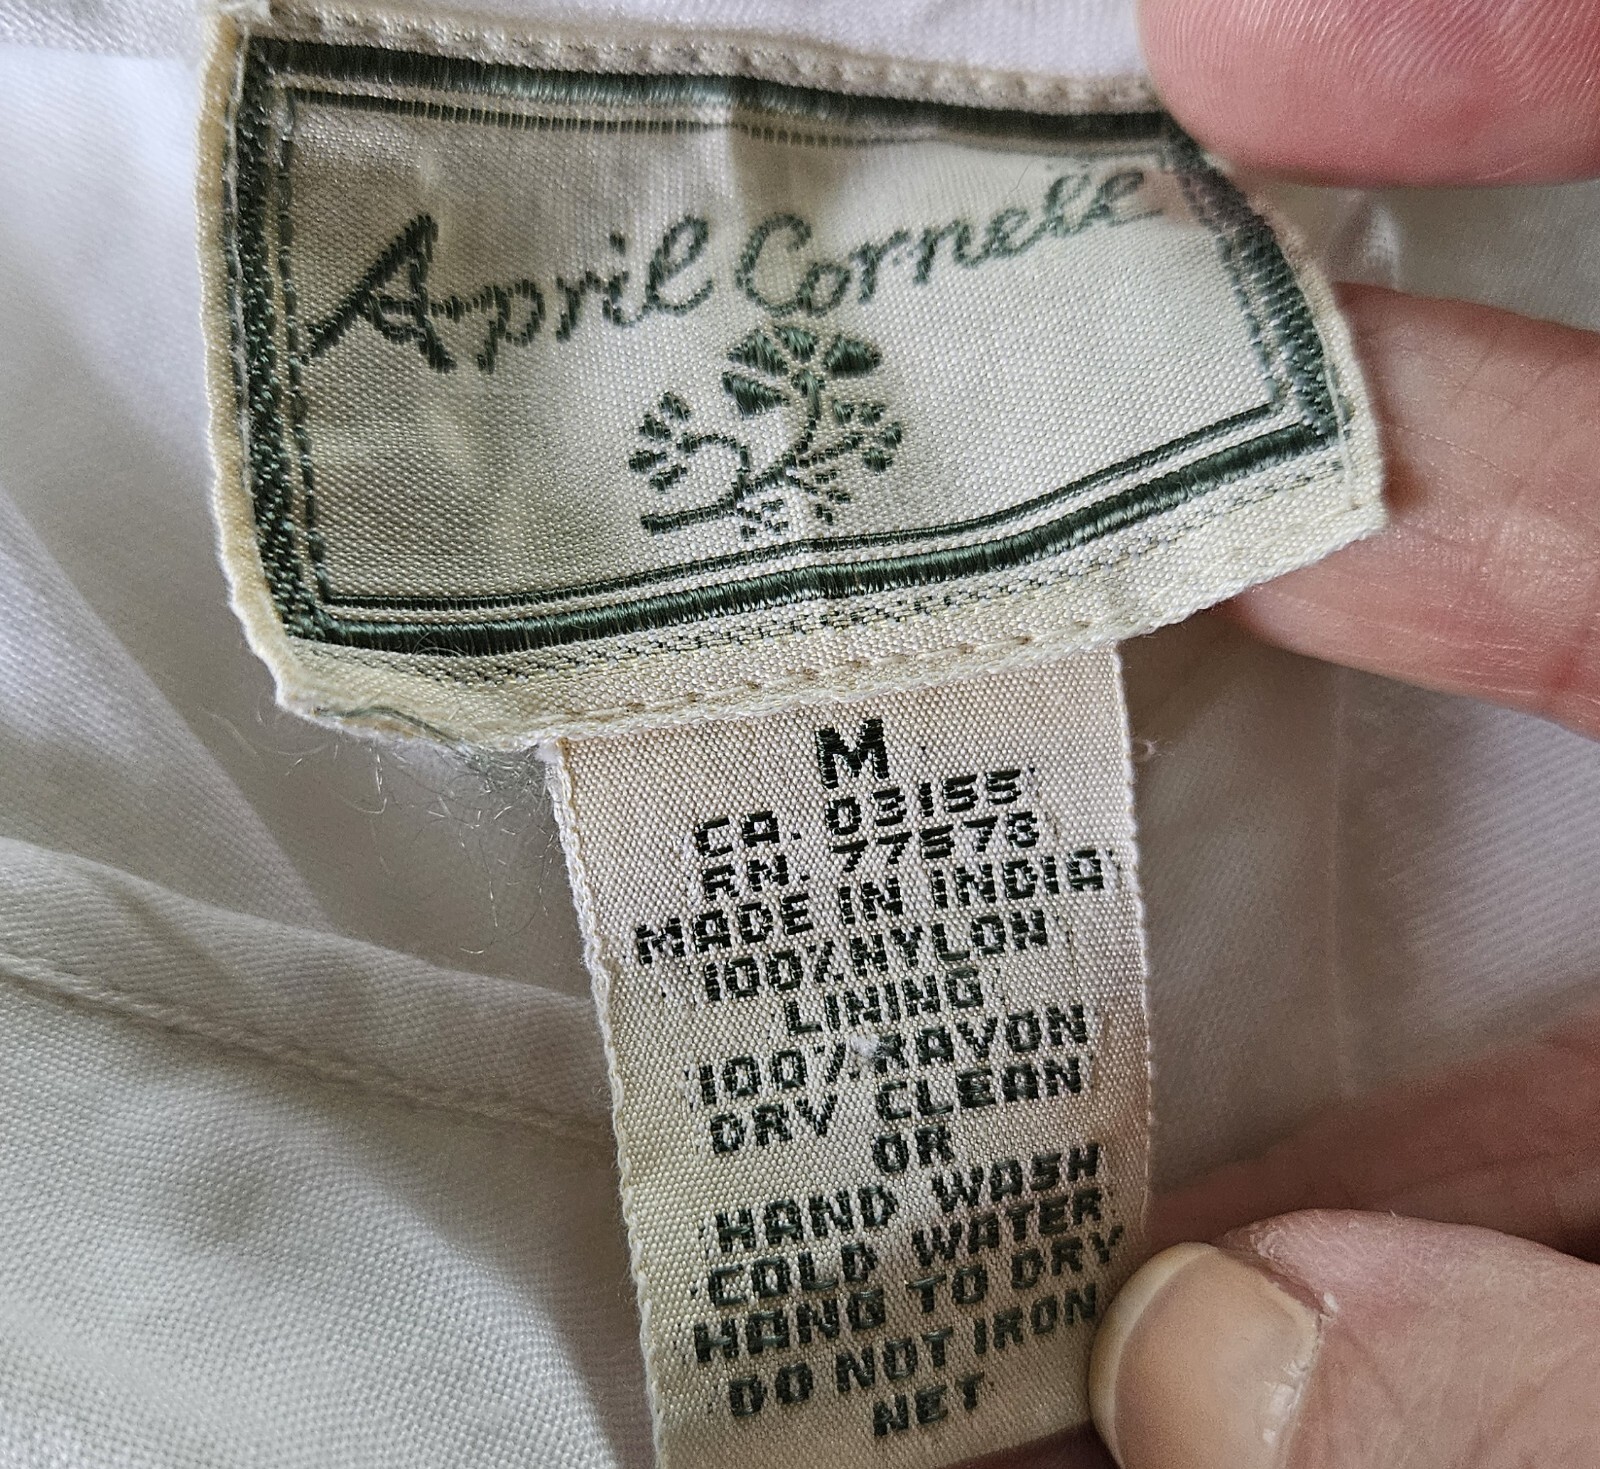 April Cornell
M
CA. 03155
RN. 77578
MADE IN INDIA
100% NYLON
LINING
100% RAYON
DRY CLEAN
OR
HAND WASH
COLD WATER
HANG TO DRY
DO NOT IRON
NET